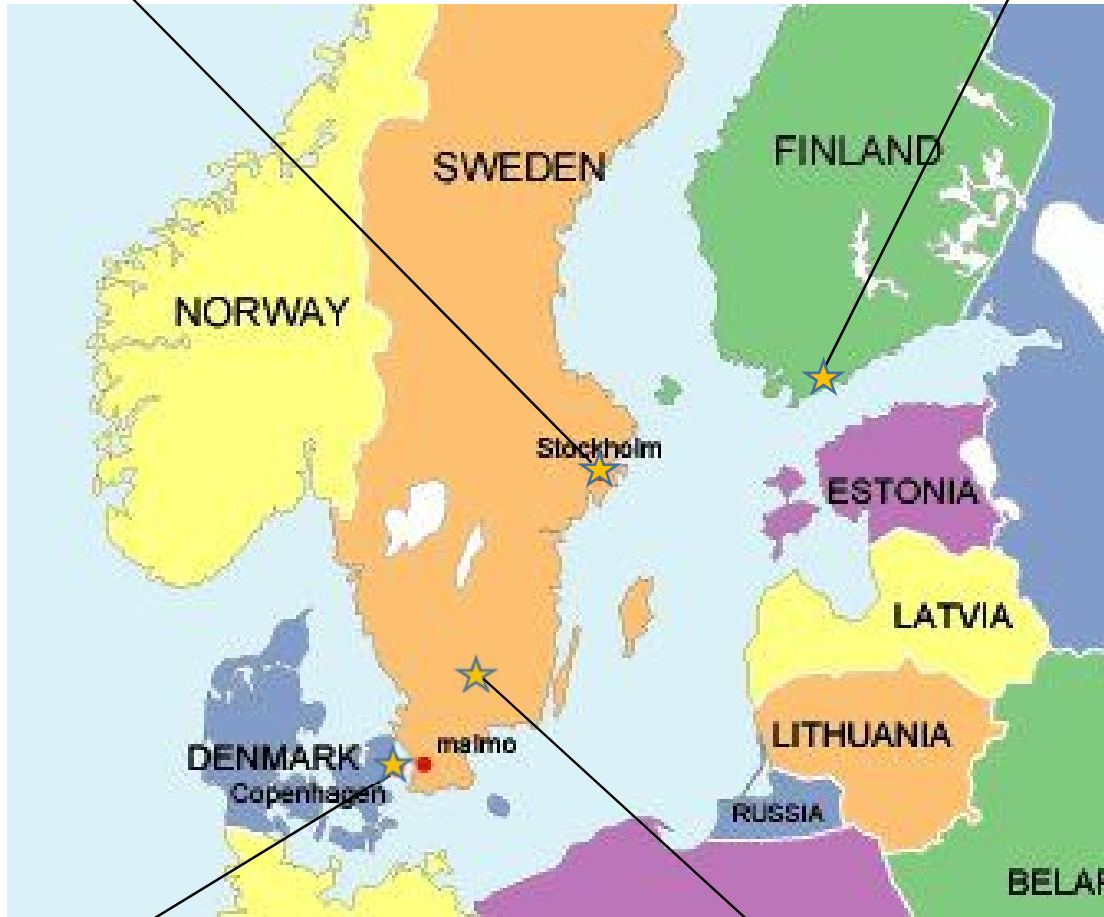 SWEDEN
FINLAND
NORWAY
Stockholm
ESTONIA
LATVIA
LITHUANIA
malmo
DENMARK
Copenhagen
RUSSIA
BELAR